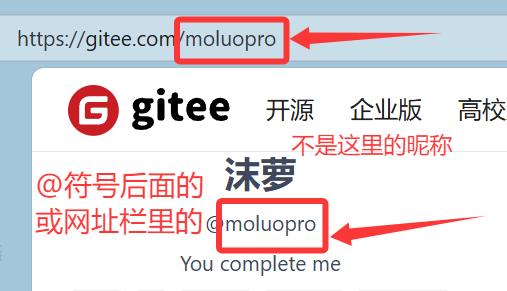 https://gitee.com/moluopro
gitee 开源 企业版 高校
不是这里的昵称
沫萝
@符号后面的
或网址栏里的
@moluopro
You complete me